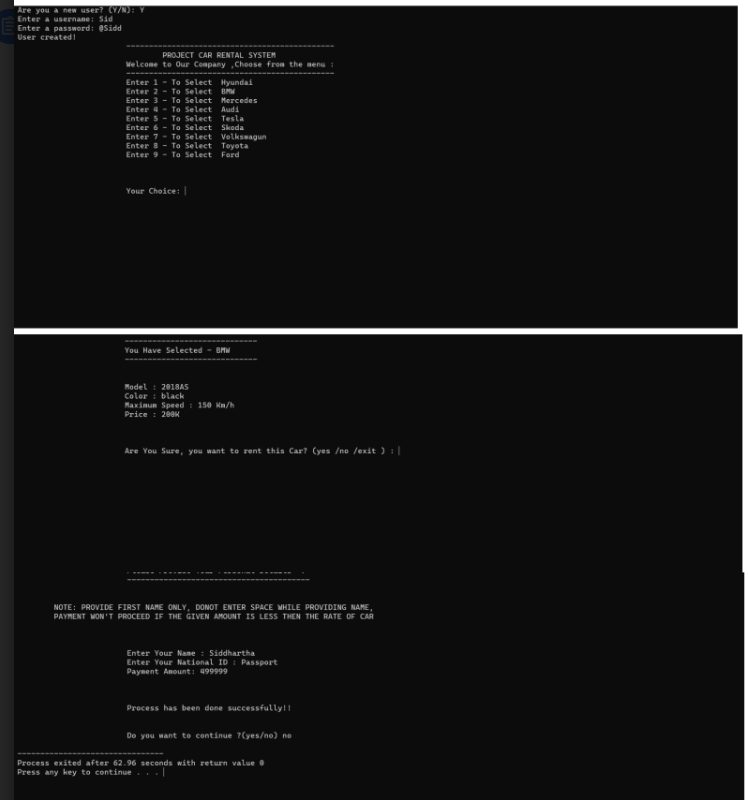 Are you a new user? (Y/N): Y
Enter a username: Sid
Enter a password: @Sidd
User created!
----------------------------------------------
PROJECT CAR RENTAL SYSTEM
Welcome to Our Company ,Choose from the menu :
----------------------------------------------
Enter 1 - To Select  Hyundai
Enter 2 - To Select  BMW
Enter 3 - To Select  Mercedes
Enter 4 - To Select  Audi
Enter 5 - To Select  Tesla
Enter 6 - To Select  Skoda
Enter 7 - To Select  Volkswagun
Enter 8 - To Select  Toyota
Enter 9 - To Select  Ford
Your Choice:
-----------------------------
You Have Selected - BMW
-----------------------------
Model : 2018AS
Color : black
Maximum Speed : 150 Km/h
Price : 200K
Are You Sure, you want to rent this Car? (yes /no /exit ) :
----------------------------------------
NOTE: PROVIDE FIRST NAME ONLY, DONOT ENTER SPACE WHILE PROVIDING NAME,
PAYMENT WON'T PROCEED IF THE GIVEN AMOUNT IS LESS THEN THE RATE OF CAR
Enter Your Name : Siddhartha
Enter Your National ID : Passport
Payment Amount: 499999
Process has been done successfully!!
Do you want to continue ?(yes/no) no
--------------------------------
Process exited after 62.96 seconds with return value 0
Press any key to continue . . .